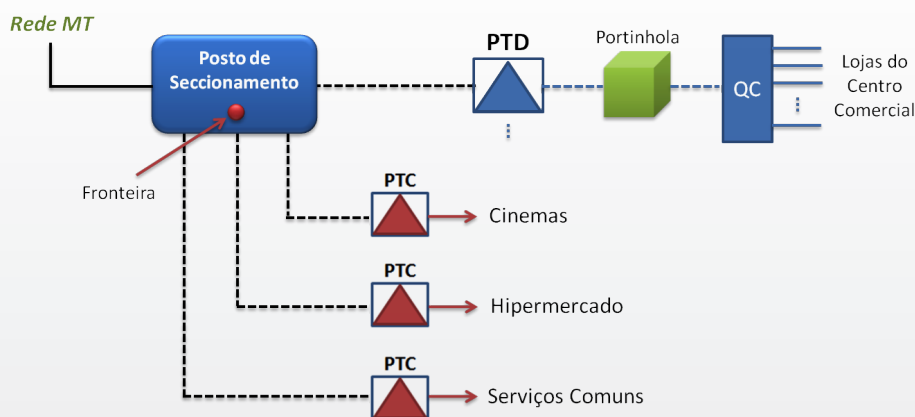 Rede MT
Posto de
Seccionamento
Fronteira
PTD
Portinhola
QC
Lojas do
Centro
Comercial
PTC
Cinemas
PTC
Hipermercado
PTC
Serviços Comuns